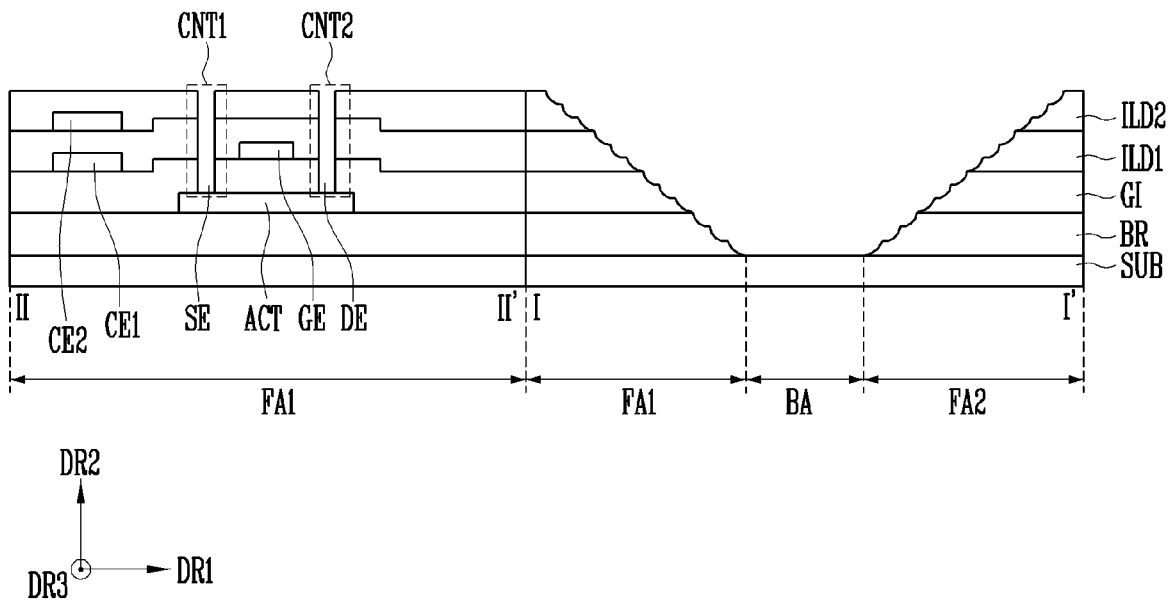 CNT1 CNT2
ILD2
ILD1
GI
BR
SUB
II II' I I'
CE2 CE1 SE ACT GE DE
FA1 FA1 BA FA2
DR2
DR3 DR1